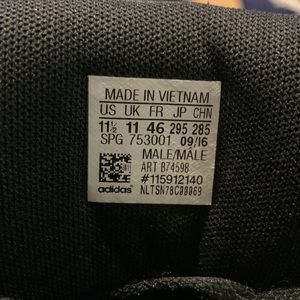 MADE IN VIETNAM
US UK FR JP CHN
11½ 11 46 295 285
SPG 753001 09/16
MALE/MALE
ART B74598
#115912140
adidas NLTSN78C00069